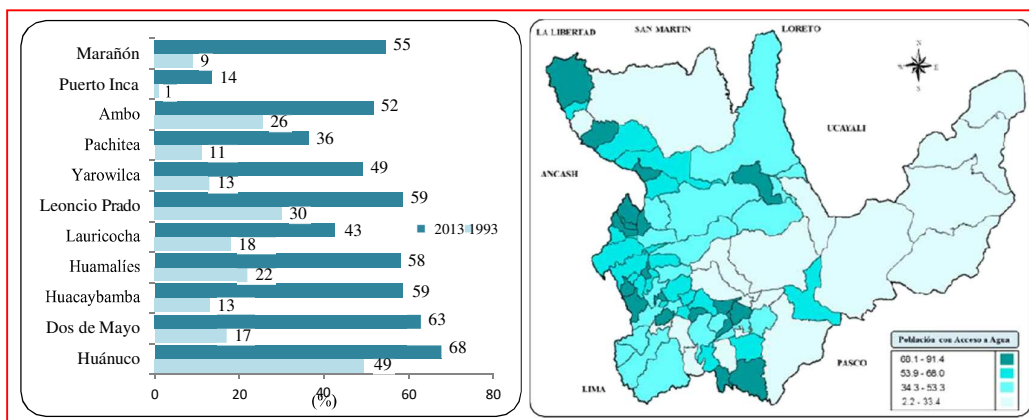 Marañón 55
9
Puerto Inca 14
1
Ambo 52
26
Pachitea 36
11
Yarowilca 49
13
Leoncio Prado 59
30
2013 1993
Lauricocha 43
18
Huamalíes 58
22
Huacaybamba 59
13
Dos de Mayo 63
17
Huánuco 68
49
0 20 40 60 80
(%)
LA LIBERTAD
SAN MARTIN
LORETO
N
S E
S
UCAYALI
ANCASH
PASCO
LIMA
Población con Acceso a Agua
68.1 - 91.4
53.9 - 68.0
34.3 - 53.3
2.2 - 33.4